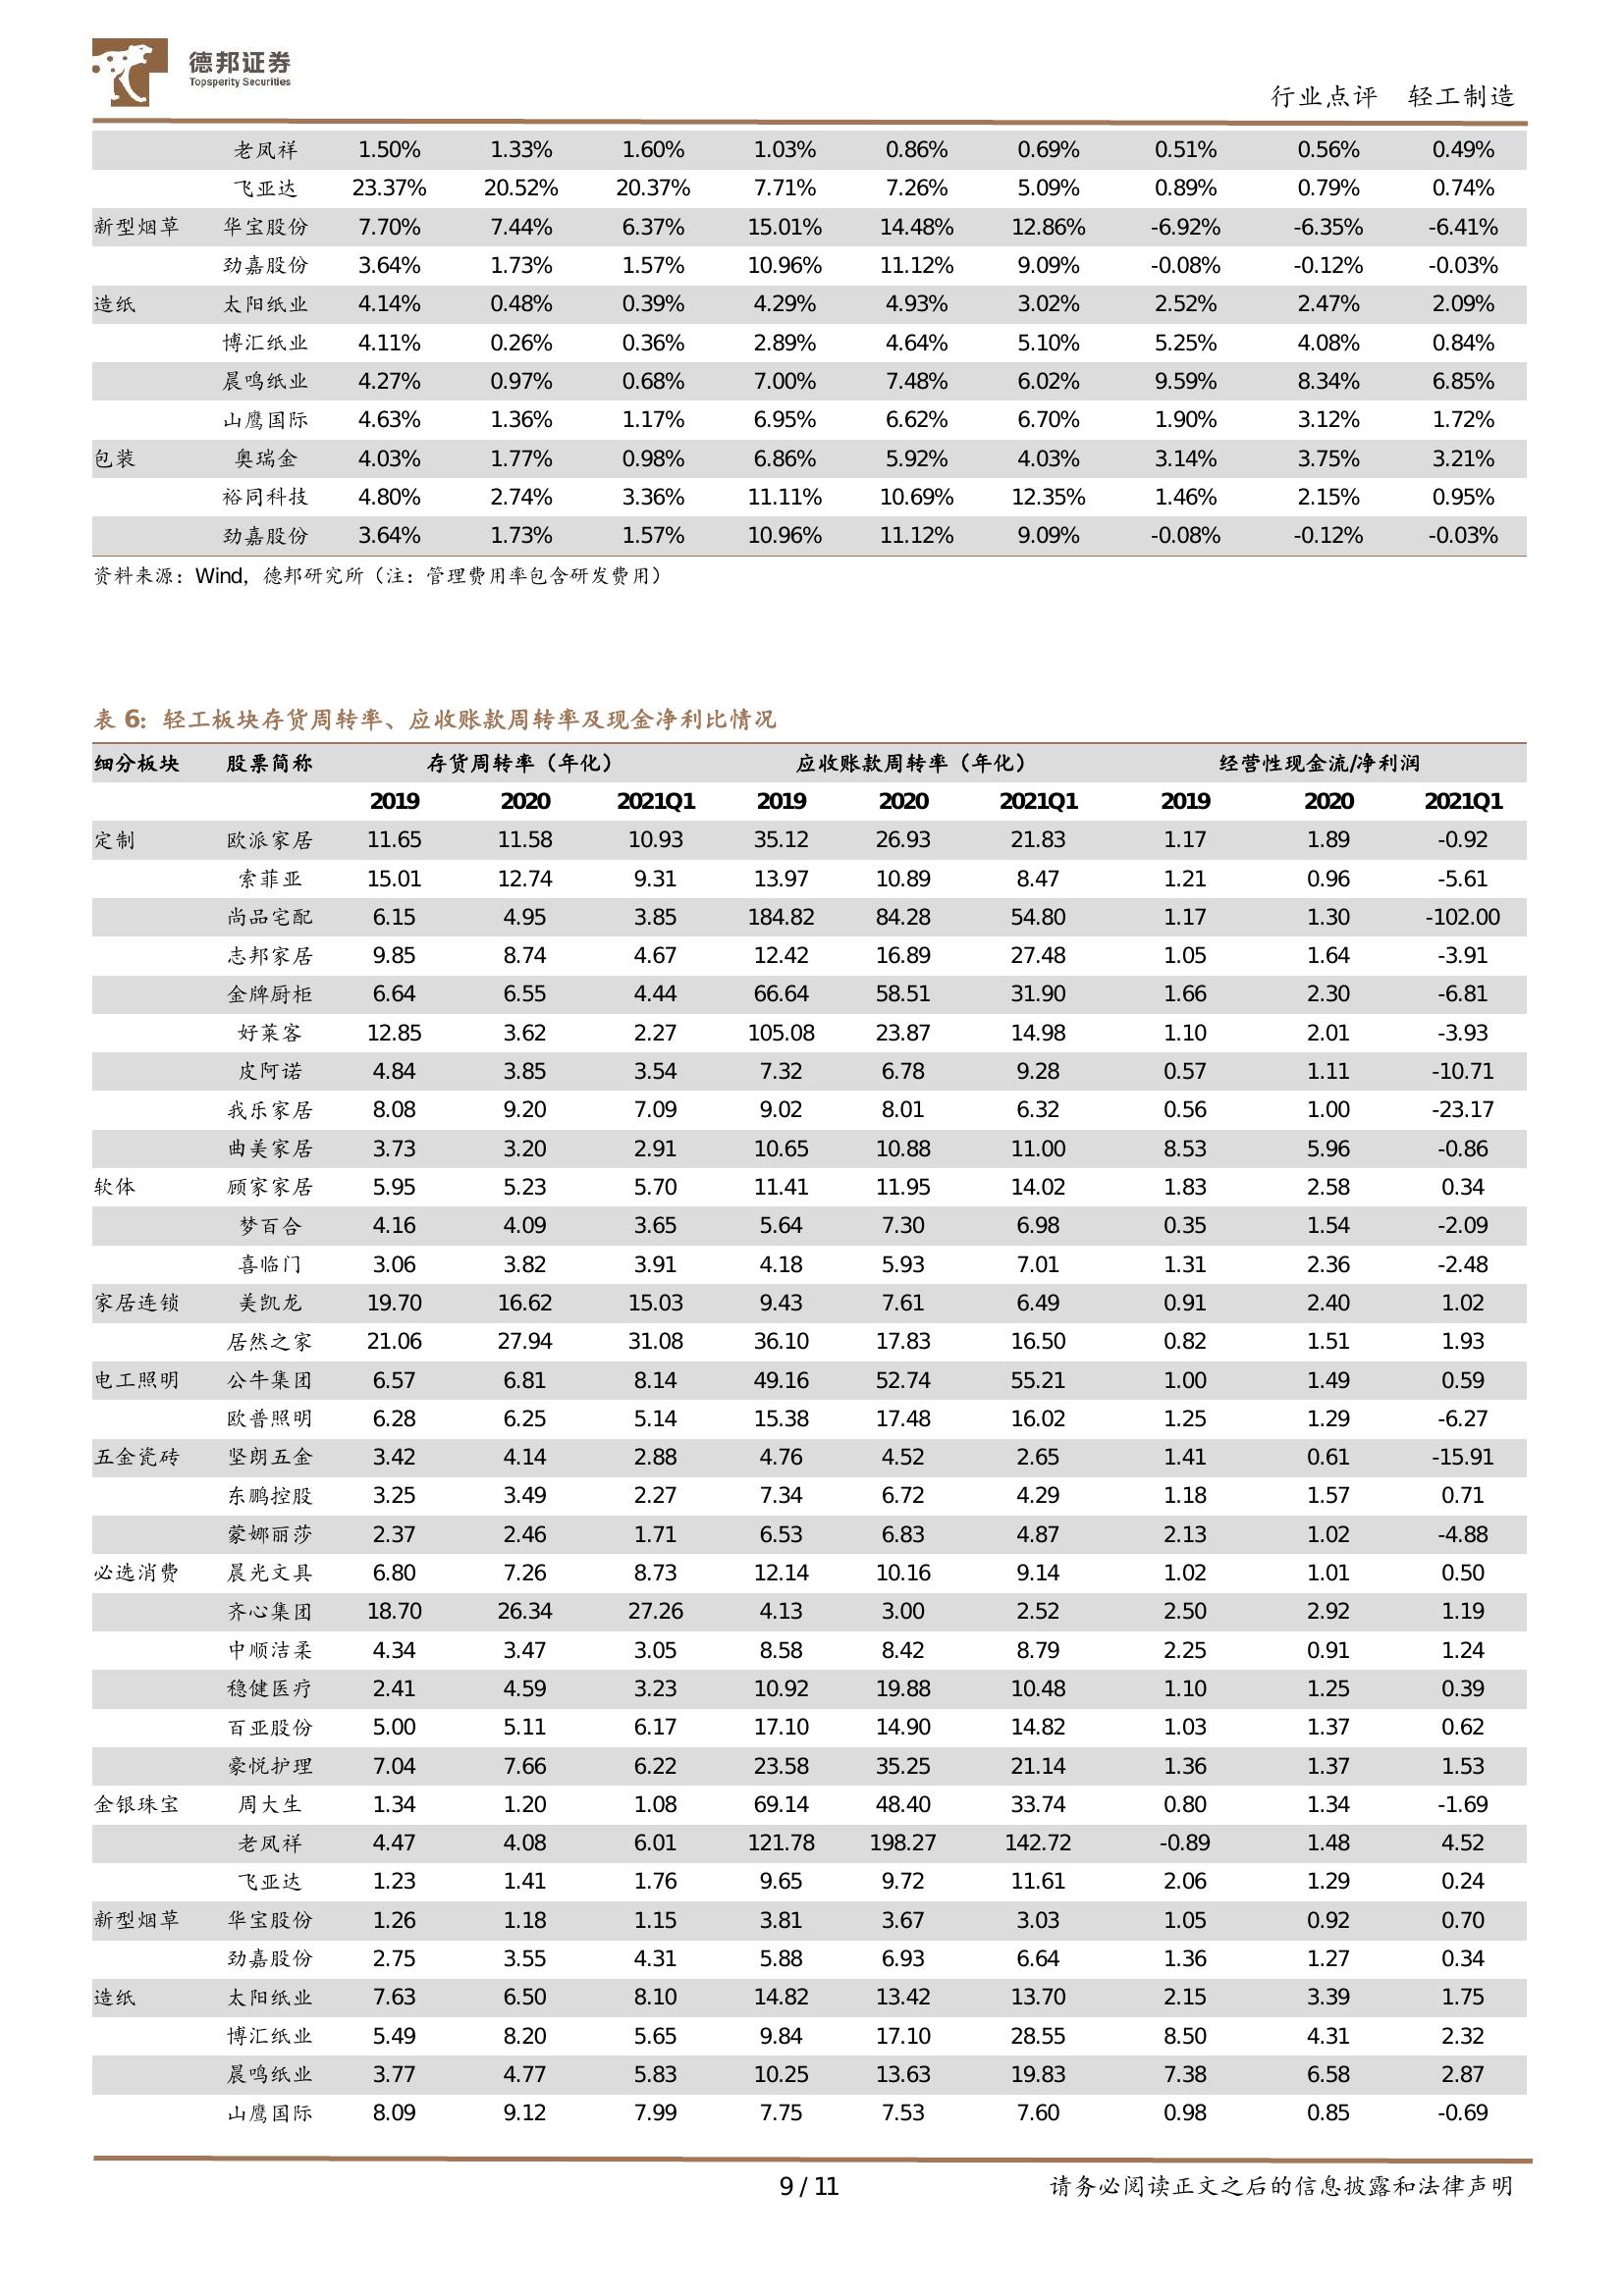 德邦证券
Topsperity Securities
行业点评 轻工制造
老凤祥 1.50% 1.33% 1.60% 1.03% 0.86% 0.69% 0.51% 0.56% 0.49%
飞亚达 23.37% 20.52% 20.37% 7.71% 7.26% 5.09% 0.89% 0.79% 0.74%
新型烟草 华宝股份 7.70% 7.44% 6.37% 15.01% 14.48% 12.86% -6.92% -6.35% -6.41%
劲嘉股份 3.64% 1.73% 1.57% 10.96% 11.12% 9.09% -0.08% -0.12% -0.03%
造纸 太阳纸业 4.14% 0.48% 0.39% 4.29% 4.93% 3.02% 2.52% 2.47% 2.09%
博汇纸业 4.11% 0.26% 0.36% 2.89% 4.64% 5.10% 5.25% 4.08% 0.84%
晨鸣纸业 4.27% 0.97% 0.68% 7.00% 7.48% 6.02% 9.59% 8.34% 6.85%
山鹰国际 4.63% 1.36% 1.17% 6.95% 6.62% 6.70% 1.90% 3.12% 1.72%
包装 奥瑞金 4.03% 1.77% 0.98% 6.86% 5.92% 4.03% 3.14% 3.75% 3.21%
裕同科技 4.80% 2.74% 3.36% 11.11% 10.69% 12.35% 1.46% 2.15% 0.95%
劲嘉股份 3.64% 1.73% 1.57% 10.96% 11.12% 9.09% -0.08% -0.12% -0.03%
资料来源：Wind，德邦研究所（注：管理费用率包含研发费用）
表 6：轻工板块存货周转率、应收账款周转率及现金净利比情况
细分板块 股票简称 存货周转率（年化） 应收账款周转率（年化） 经营性现金流/净利润
2019 2020 2021Q1 2019 2020 2021Q1 2019 2020 2021Q1
定制 欧派家居 11.65 11.58 10.93 35.12 26.93 21.83 1.17 1.89 -0.92
索菲亚 15.01 12.74 9.31 13.97 10.89 8.47 1.21 0.96 -5.61
尚品宅配 6.15 4.95 3.85 184.82 84.28 54.80 1.17 1.30 -102.00
志邦家居 9.85 8.74 4.67 12.42 16.89 27.48 1.05 1.64 -3.91
金牌厨柜 6.64 6.55 4.44 66.64 58.51 31.90 1.66 2.30 -6.81
好莱客 12.85 3.62 2.27 105.08 23.87 14.98 1.10 2.01 -3.93
皮阿诺 4.84 3.85 3.54 7.32 6.78 9.28 0.57 1.11 -10.71
我乐家居 8.08 9.20 7.09 9.02 8.01 6.32 0.56 1.00 -23.17
曲美家居 3.73 3.20 2.91 10.65 10.88 11.00 8.53 5.96 -0.86
软体 顾家家居 5.95 5.23 5.70 11.41 11.95 14.02 1.83 2.58 0.34
梦百合 4.16 4.09 3.65 5.64 7.30 6.98 0.35 1.54 -2.09
喜临门 3.06 3.82 3.91 4.18 5.93 7.01 1.31 2.36 -2.48
家居连锁 美凯龙 19.70 16.62 15.03 9.43 7.61 6.49 0.91 2.40 1.02
居然之家 21.06 27.94 31.08 36.10 17.83 16.50 0.82 1.51 1.93
电工照明 公牛集团 6.57 6.81 8.14 49.16 52.74 55.21 1.00 1.49 0.59
欧普照明 6.28 6.25 5.14 15.38 17.48 16.02 1.25 1.29 -6.27
五金瓷砖 坚朗五金 3.42 4.14 2.88 4.76 4.52 2.65 1.41 0.61 -15.91
东鹏控股 3.25 3.49 2.27 7.34 6.72 4.29 1.18 1.57 0.71
蒙娜丽莎 2.37 2.46 1.71 6.53 6.83 4.87 2.13 1.02 -4.88
必选消费 晨光文具 6.80 7.26 8.73 12.14 10.16 9.14 1.02 1.01 0.50
齐心集团 18.70 26.34 27.26 4.13 3.00 2.52 2.50 2.92 1.19
中顺洁柔 4.34 3.47 3.05 8.58 8.42 8.79 2.25 0.91 1.24
稳健医疗 2.41 4.59 3.23 10.92 19.88 10.48 1.10 1.25 0.39
百亚股份 5.00 5.11 6.17 17.10 14.90 14.82 1.03 1.37 0.62
豪悦护理 7.04 7.66 6.22 23.58 35.25 21.14 1.36 1.37 1.53
金银珠宝 周大生 1.34 1.20 1.08 69.14 48.40 33.74 0.80 1.34 -1.69
老凤祥 4.47 4.08 6.01 121.78 198.27 142.72 -0.89 1.48 4.52
飞亚达 1.23 1.41 1.76 9.65 9.72 11.61 2.06 1.29 0.24
新型烟草 华宝股份 1.26 1.18 1.15 3.81 3.67 3.03 1.05 0.92 0.70
劲嘉股份 2.75 3.55 4.31 5.88 6.93 6.64 1.36 1.27 0.34
造纸 太阳纸业 7.63 6.50 8.10 14.82 13.42 13.70 2.15 3.39 1.75
博汇纸业 5.49 8.20 5.65 9.84 17.10 28.55 8.50 4.31 2.32
晨鸣纸业 3.77 4.77 5.83 10.25 13.63 19.83 7.38 6.58 2.87
山鹰国际 8.09 9.12 7.99 7.75 7.53 7.60 0.98 0.85 -0.69
9 / 11 请务必阅读正文之后的信息披露和法律声明